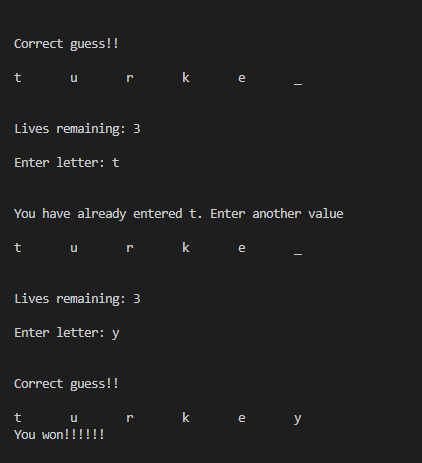 Correct guess!!
t u r k e _
Lives remaining: 3
Enter letter: t
You have already entered t. Enter another value
t u r k e _
Lives remaining: 3
Enter letter: y
Correct guess!!
t u r k e y
You won!!!!!!